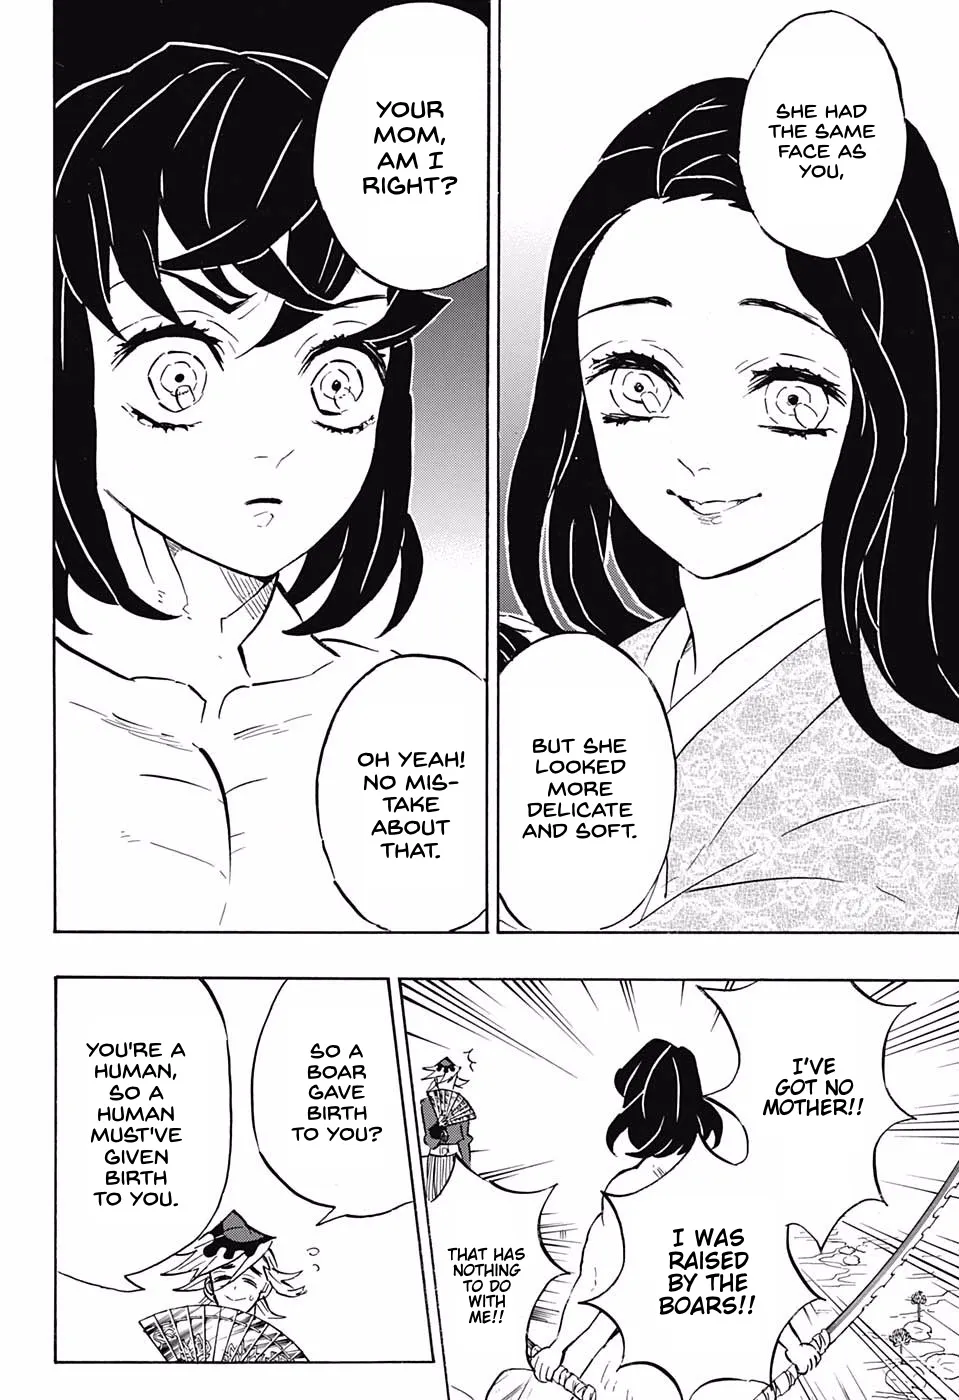 SHE HAD
THE SAME
FACE AS
YOU,
BUT SHE
LOOKED
MORE
DELICATE
AND SOFT.
YOUR
MOM,
AM I
RIGHT?
OH YEAH!
NO MIS-
TAKE
ABOUT
THAT.
I'VE
GOT NO
MOTHER!!
I WAS
RAISED
BY THE
BOARS!!
THAT HAS
NOTHING
TO DO
WITH
ME!!
SO A
BOAR
GAVE
BIRTH
TO YOU?
YOU'RE A
HUMAN,
SO A
HUMAN
MUST'VE
GIVEN
BIRTH
TO YOU.